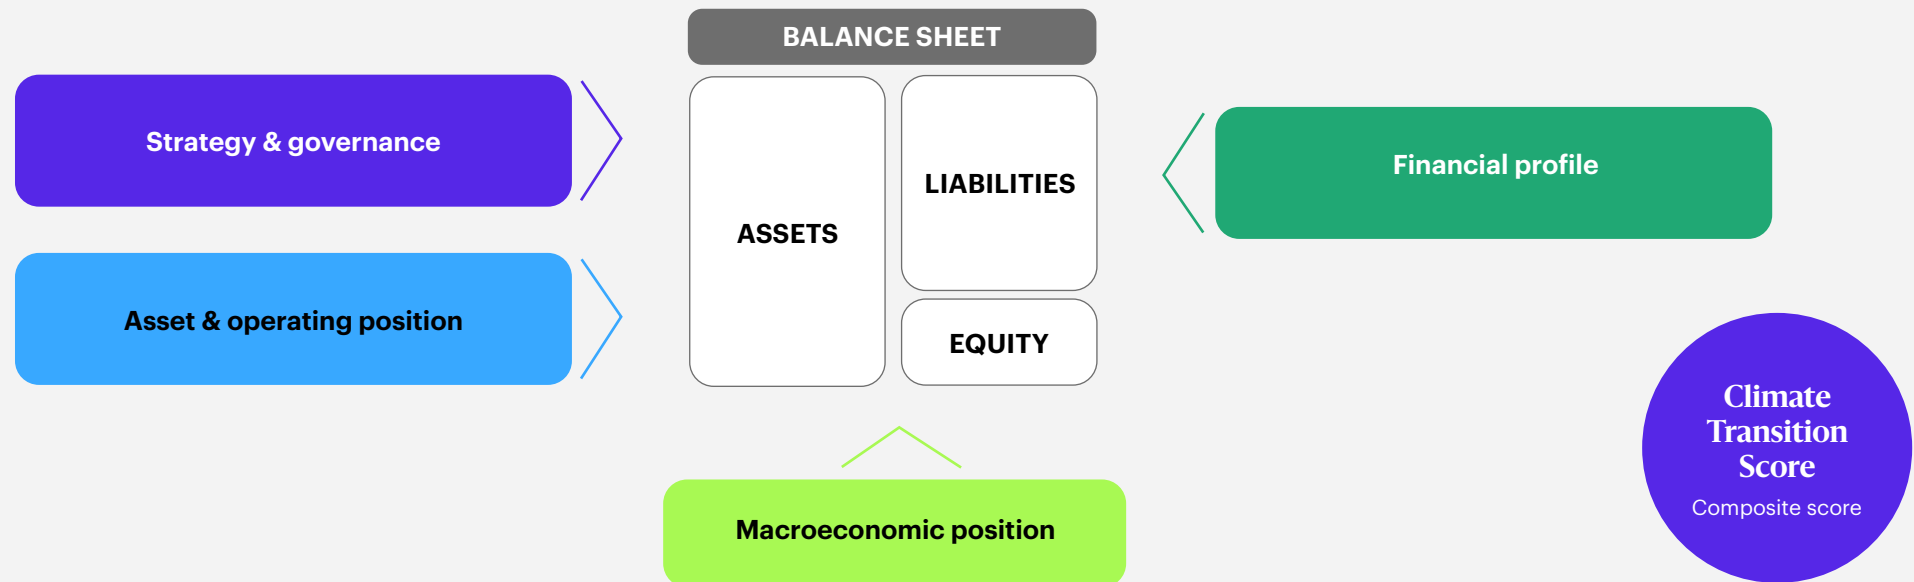 BALANCE SHEET
Strategy & governance
Asset & operating position
ASSETS
LIABILITIES
EQUITY
Financial profile
Macroeconomic position
Climate
Transition
Score
Composite score